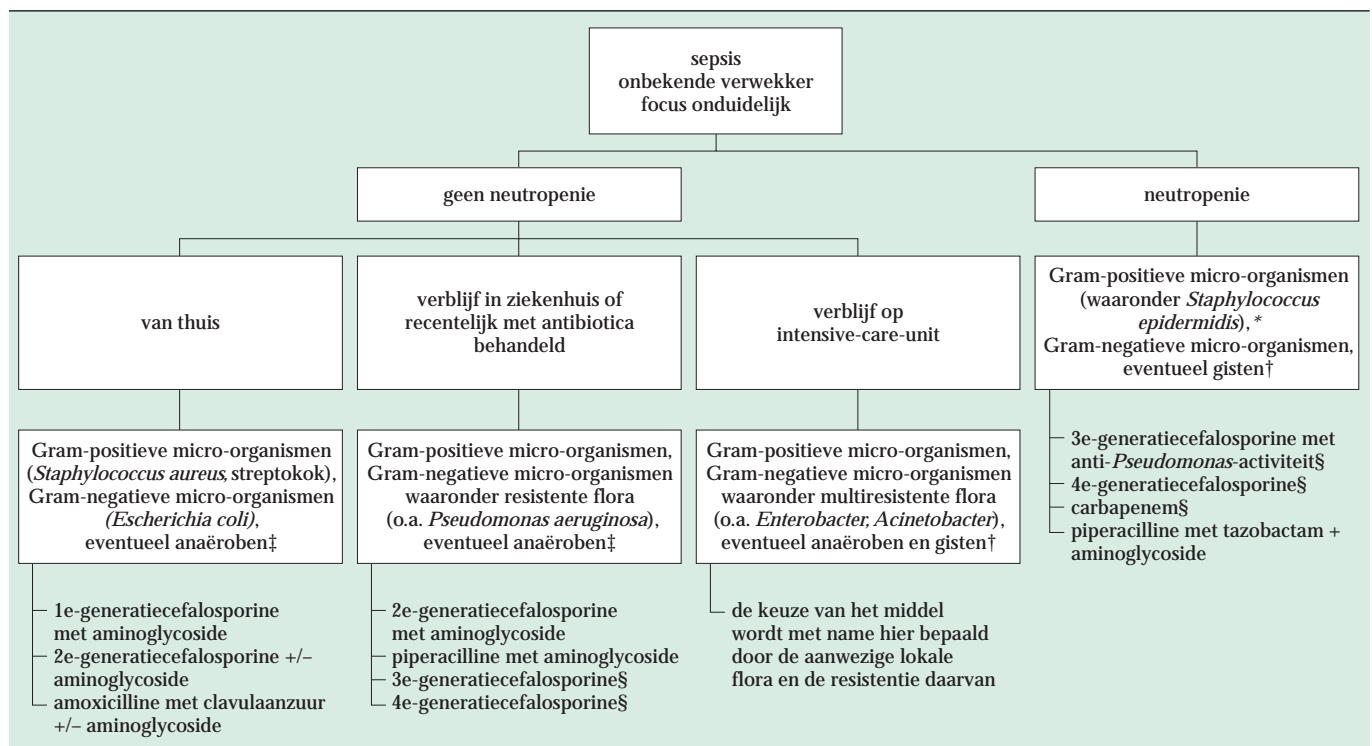 sepsis
onbekende verwekker
focus onduidelijk
geen neutropenie
neutropenie
van thuis
verblijf in ziekenhuis of
recentelijk met antibiotica
behandeld
verblijf op
intensive-care-unit
Gram-positieve micro-organismen
(waaronder Staphylococcus
epidermidis),*
Gram-negatieve micro-organismen,
eventueel gisten†
Gram-positieve micro-organismen
(Staphylococcus aureus, streptokok),
Gram-negatieve micro-organismen
(Escherichia coli),
eventueel anaëroben‡
Gram-positieve micro-organismen,
Gram-negatieve micro-organismen
waaronder resistente flora
(o.a. Pseudomonas aeruginosa),
eventueel anaëroben‡
Gram-positieve micro-organismen,
Gram-negatieve micro-organismen
waaronder multiresistente flora
(o.a. Enterobacter, Acinetobacter),
eventueel anaëroben en gisten†
3e-generatiecefalosporine met
anti-Pseudomonas-activiteit§
4e-generatiecefalosporine§
carbapenem§
piperacilline met tazobactam +
aminoglycoside
1e-generatiecefalosporine
met aminoglycoside
2e-generatiecefalosporine +/–
aminoglycoside
amoxicilline met clavulaanzuur
+/– aminoglycoside
2e-generatiecefalosporine
met aminoglycoside
piperacilline met aminoglycoside
3e-generatiecefalosporine§
4e-generatiecefalosporine§
de keuze van het middel
wordt met name hier bepaald
door de aanwezige lokale
flora en de resistentie daarvan